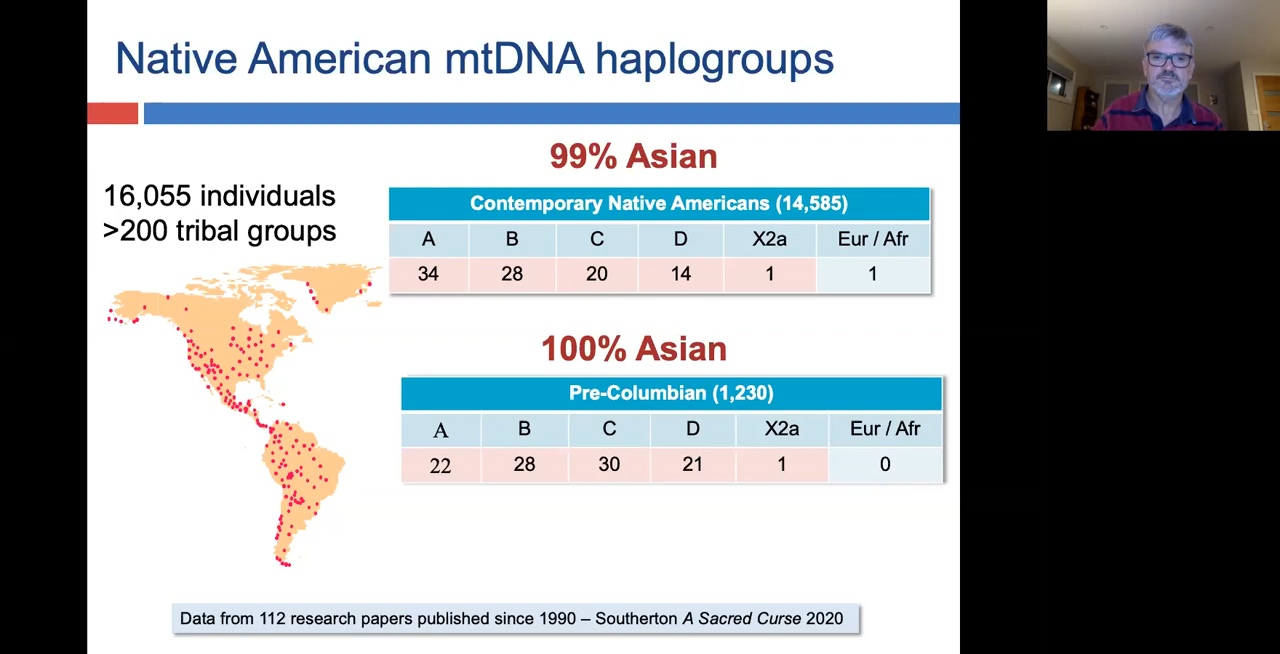 Native American mtDNA haplogroups
16,055 individuals
>200 tribal groups
99% Asian
Contemporary Native Americans (14,585)
A B C D X2a Eur / Afr
34 28 20 14 1 1
100% Asian
Pre-Columbian (1,230)
A B C D X2a Eur / Afr
22 28 30 21 1 0
Data from 112 research papers published since 1990 – Southerton A Sacred Curse 2020